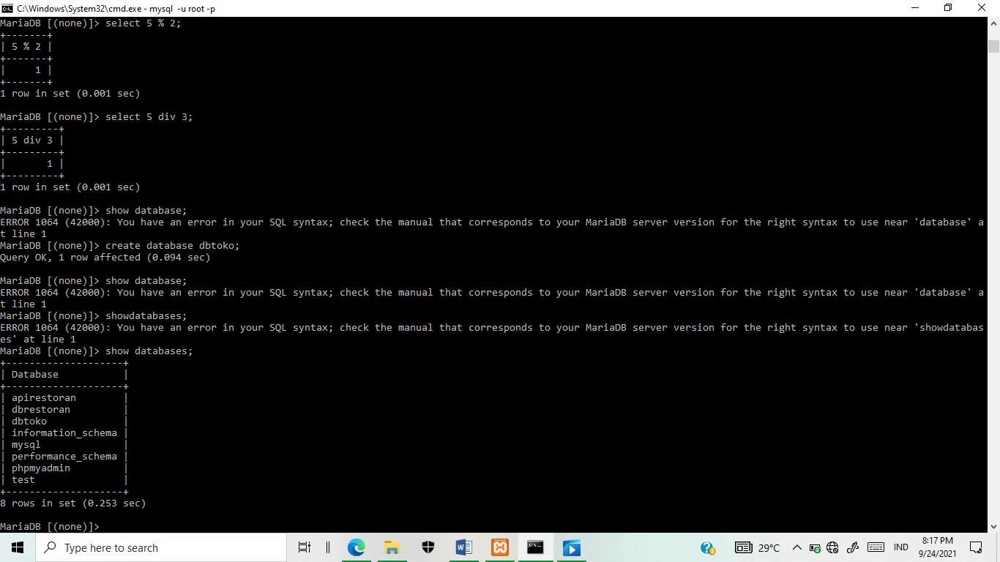 C:\Windows\System32\cmd.exe - mysql  -u root -p
MariaDB [(none)]> select 5 % 2;
+-------+
| 5 % 2 |
+-------+
|     1 |
+-------+
1 row in set (0.001 sec)
MariaDB [(none)]> select 5 div 3;
+---------+
| 5 div 3 |
+---------+
|       1 |
+---------+
1 row in set (0.001 sec)
MariaDB [(none)]> show database;
ERROR 1064 (42000): You have an error in your SQL syntax; check the manual that corresponds to your MariaDB server version for the right syntax to use near 'database' a
t line 1
MariaDB [(none)]> create database dbtoko;
Query OK, 1 row affected (0.094 sec)
MariaDB [(none)]> show database;
ERROR 1064 (42000): You have an error in your SQL syntax; check the manual that corresponds to your MariaDB server version for the right syntax to use near 'database' a
t line 1
MariaDB [(none)]> showdatabases;
ERROR 1064 (42000): You have an error in your SQL syntax; check the manual that corresponds to your MariaDB server version for the right syntax to use near 'showdatabas
es' at line 1
MariaDB [(none)]> show databases;
+--------------------+
| Database           |
+--------------------+
| apirestoran        |
| dbrestoran         |
| dbtoko             |
| information_schema |
| mysql              |
| performance_schema |
| phpmyadmin         |
| test               |
+--------------------+
8 rows in set (0.253 sec)
MariaDB [(none)]>
Type here to search
29°C
IND
8:17 PM
9/24/2021